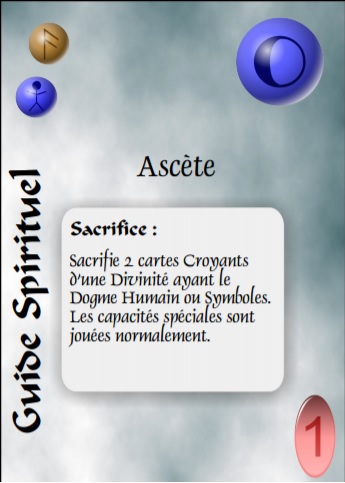 Ascète
Guide Spirituel
Sacrifice :
Sacrifie 2 cartes Croyants
d'une Divinité ayant le
Dogme Humain ou Symboles.
Les capacités spéciales sont
jouées normalement.
1